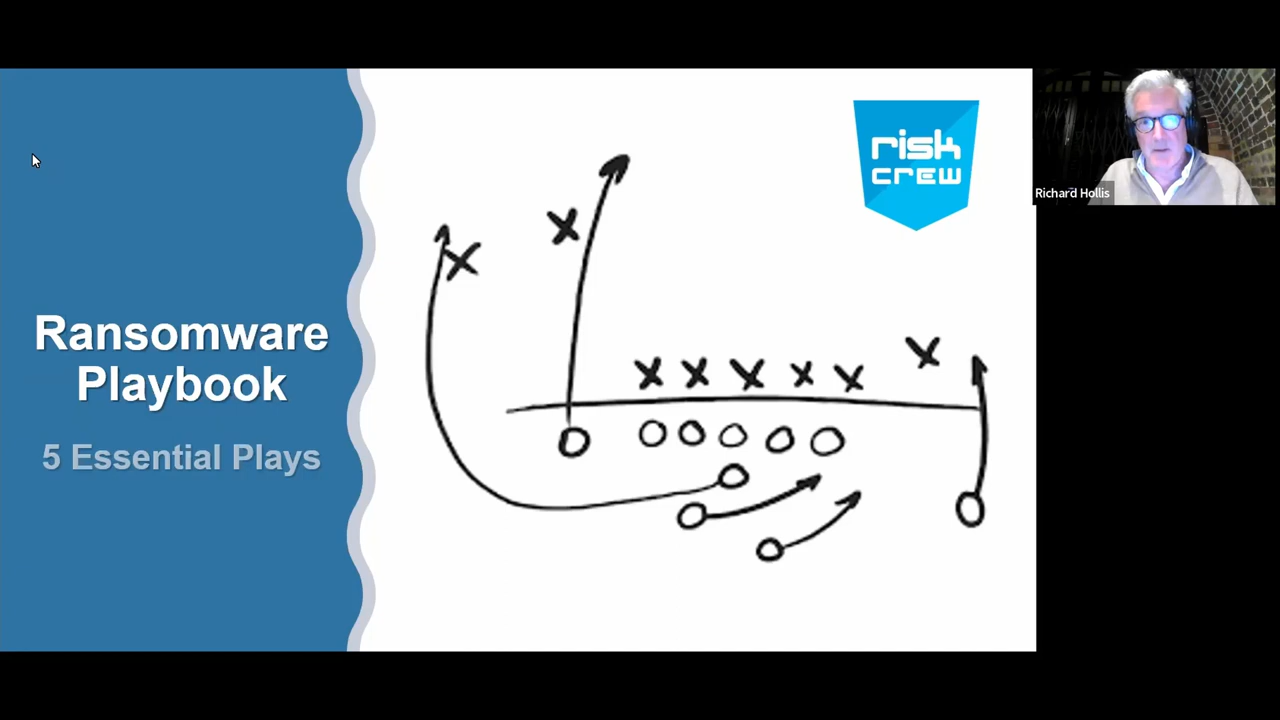 Ransomware
Playbook
5 Essential Plays
risk
crew
Richard Hollis